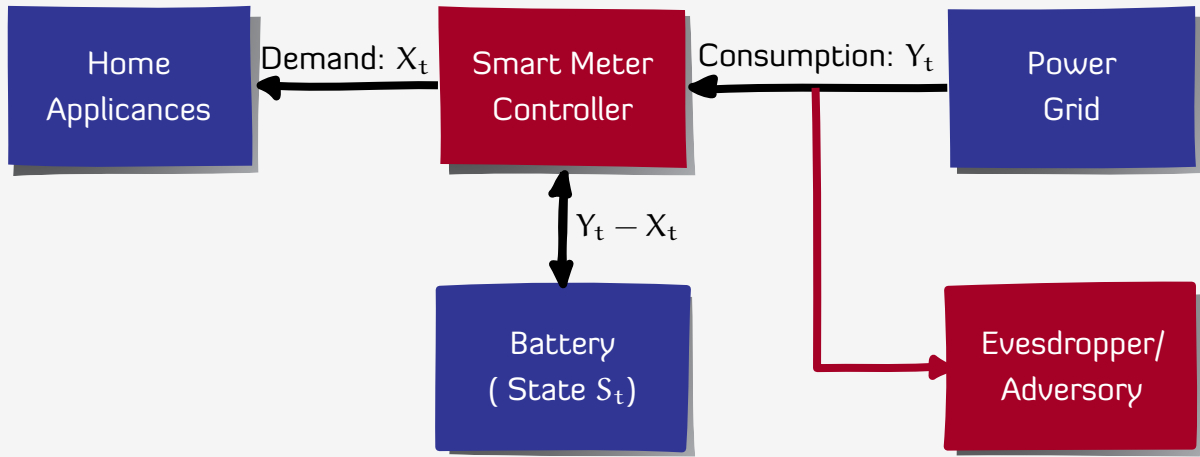 Home
Applicances
Demand: Xₜ
Smart Meter
Controller
Consumption: Yₜ
Power
Grid
Yₜ − Xₜ
Battery
( State Sₜ)
Evesdropper/
Adversory